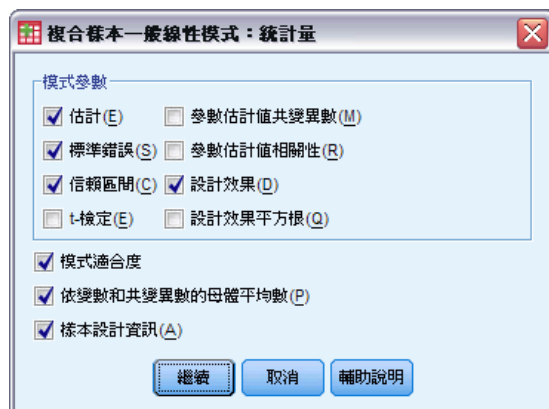 複合樣本一般線性模式：統計量
模式參數
估計(E) 參數估計值共變異數(M)
標準錯誤(S) 參數估計值相關性(R)
信賴區間(C) 設計效果(D)
t-檢定(E) 設計效果平方根(Q)
模式適合度
依變數和共變異數的母體平均數(P)
樣本設計資訊(A)
繼續 取消 輔助說明